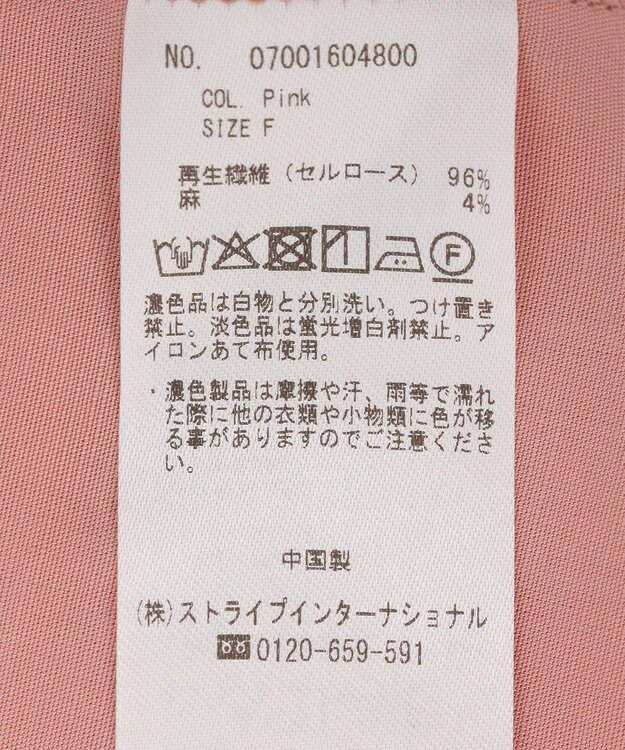 NO. 07001604800
COL. Pink
SIZE F
再生繊維（セルロース） 96%
麻 4%
F
濃色品は白物と分別洗い。つけ置き
禁止。淡色品は蛍光増白剤禁止。ア
イロンあて布使用。
・濃色製品は摩擦や汗、雨等で濡れ
た際に他の衣類や小物類に色が移
る事がありますのでご注意くださ
い。
中国製
(株)ストライプインターナショナル
0120-659-591